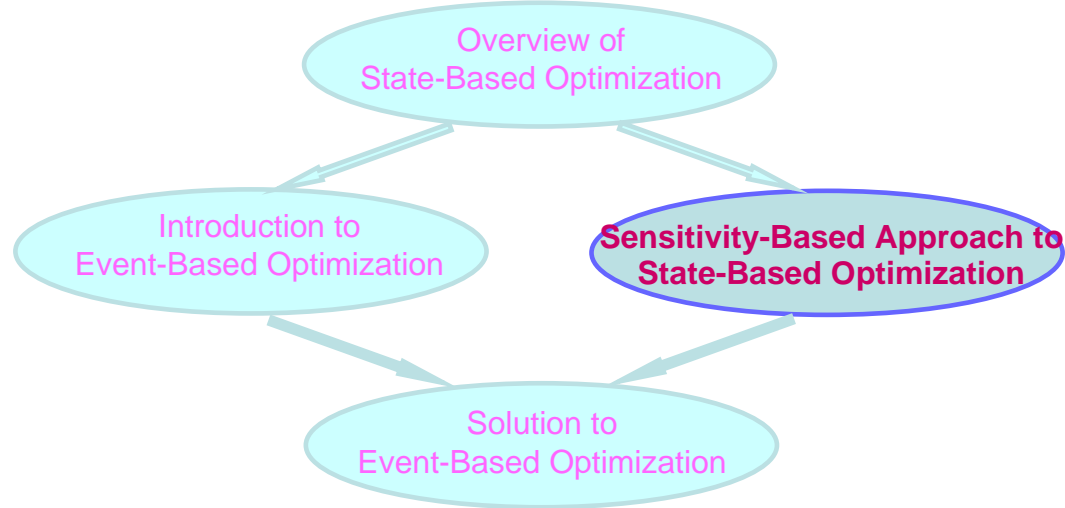 Overview of
State-Based Optimization
Introduction to
Event-Based Optimization
Sensitivity-Based Approach to
State-Based Optimization
Solution to
Event-Based Optimization